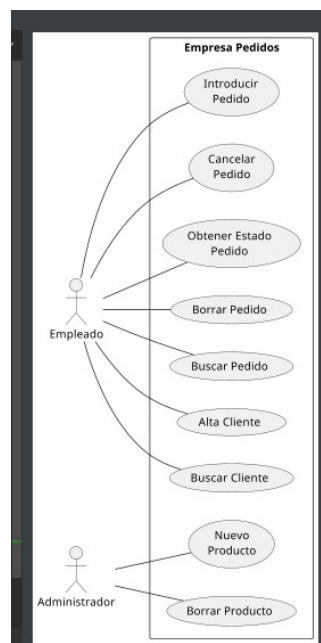 Empresa Pedidos
Introducir
Pedido
Cancelar
Pedido
Obtener Estado
Pedido
Empleado
Borrar Pedido
Buscar Pedido
Alta Cliente
Buscar Cliente
Nuevo
Producto
Administrador
Borrar Producto